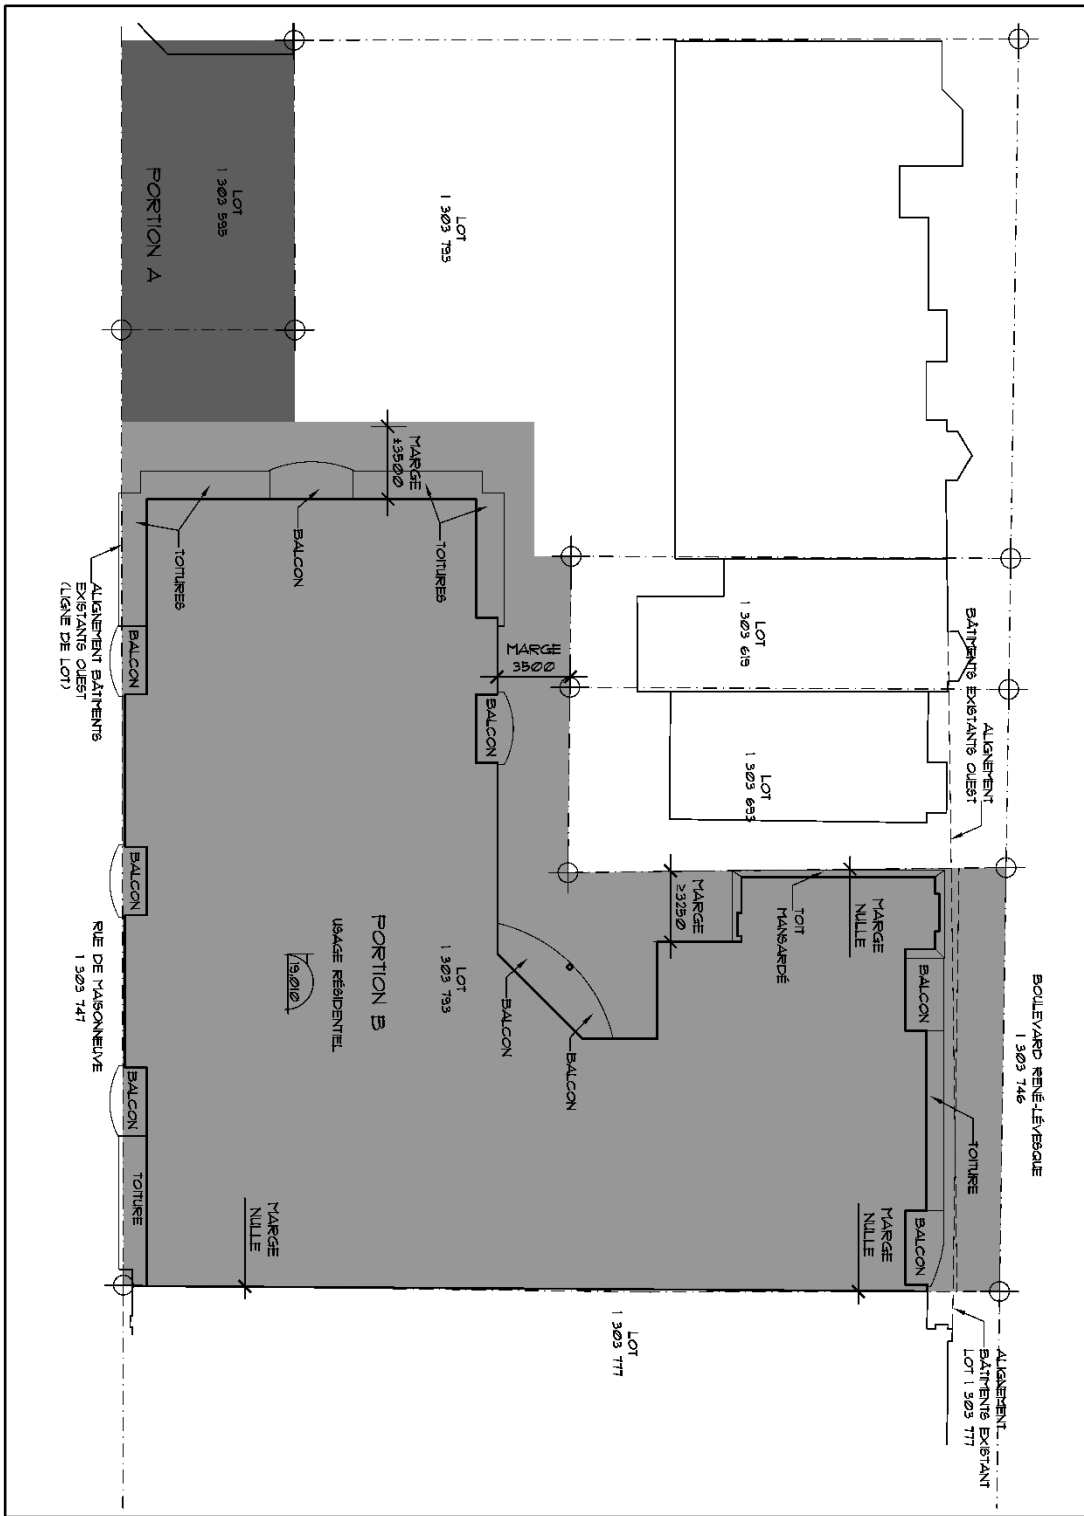 BOULEVARD RENÉ-LÉVESQUE
1 303 746
ALIGNEMENT
BÂTIMENTS EXISTANTS OUEST
ALIGNEMENT
BÂTIMENTS EXISTANT
LOT 1 303 777
LOT
1 303 793
LOT
1 303 619
LOT
1 303 693
TOITURE
BALCON
BALCON
MARGE
NULLE
MARGE
NULLE
TOIT
MANSARDÉ
MARGE
≥3250
LOT
1 303 777
MARGE
3500
BALCON
BALCON
BALCON
LOT
1 303 793
PORTION B
USAGE RÉSIDENTIEL
19,010
MARGE
±3500
TOITURES
BALCON
TOITURES
MARGE
NULLE
LOT
1 303 595
PORTION A
BALCON
BALCON
BALCON
TOITURE
ALIGNEMENT BÂTIMENTS
EXISTANTS OUEST
(LIGNE DE LOT)
RUE DE MAISONNEUVE
1 303 747